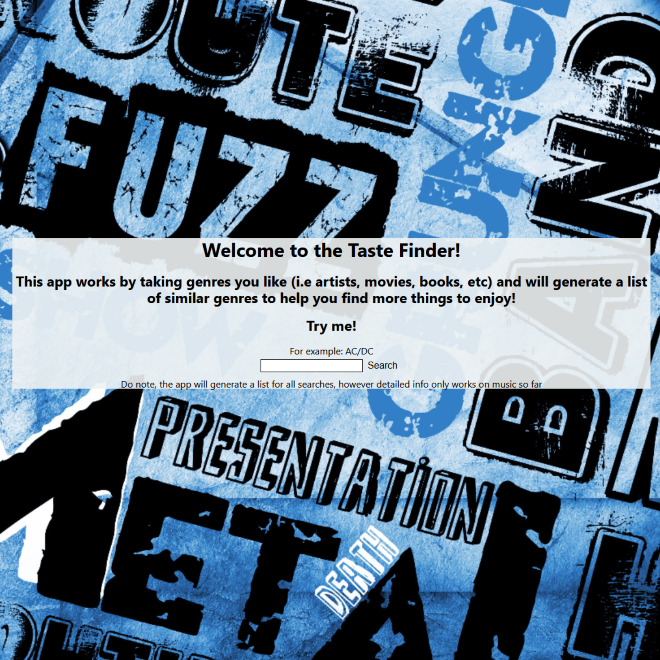 OUTE
FUZZ
GRUNGE
Welcome to the Taste Finder!
This app works by taking genres you like (i.e artists, movies, books, etc) and will generate a list
of similar genres to help you find more things to enjoy!
Try me!
For example: AC/DC
Search
Do note, the app will generate a list for all searches, however detailed info only works on music so far
PRESENTATION
METAL
DEATH